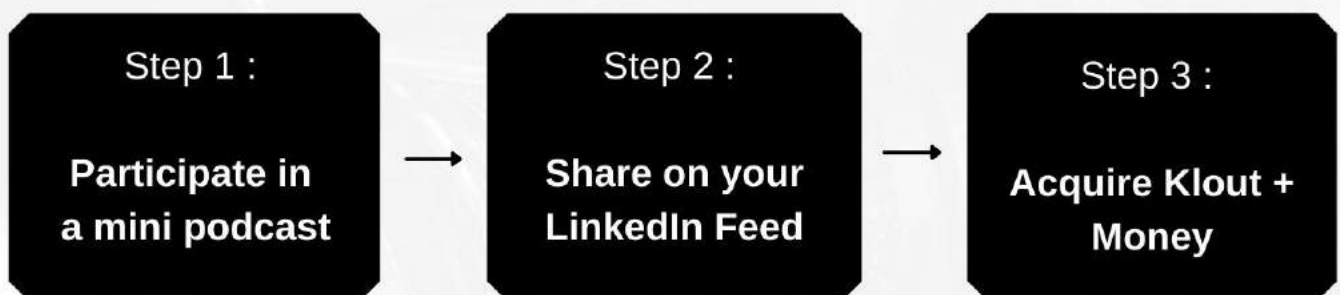 Step 1 :
Participate in
a mini podcast
Step 2 :
Share on your
LinkedIn Feed
Step 3 :
Acquire Klout +
Money